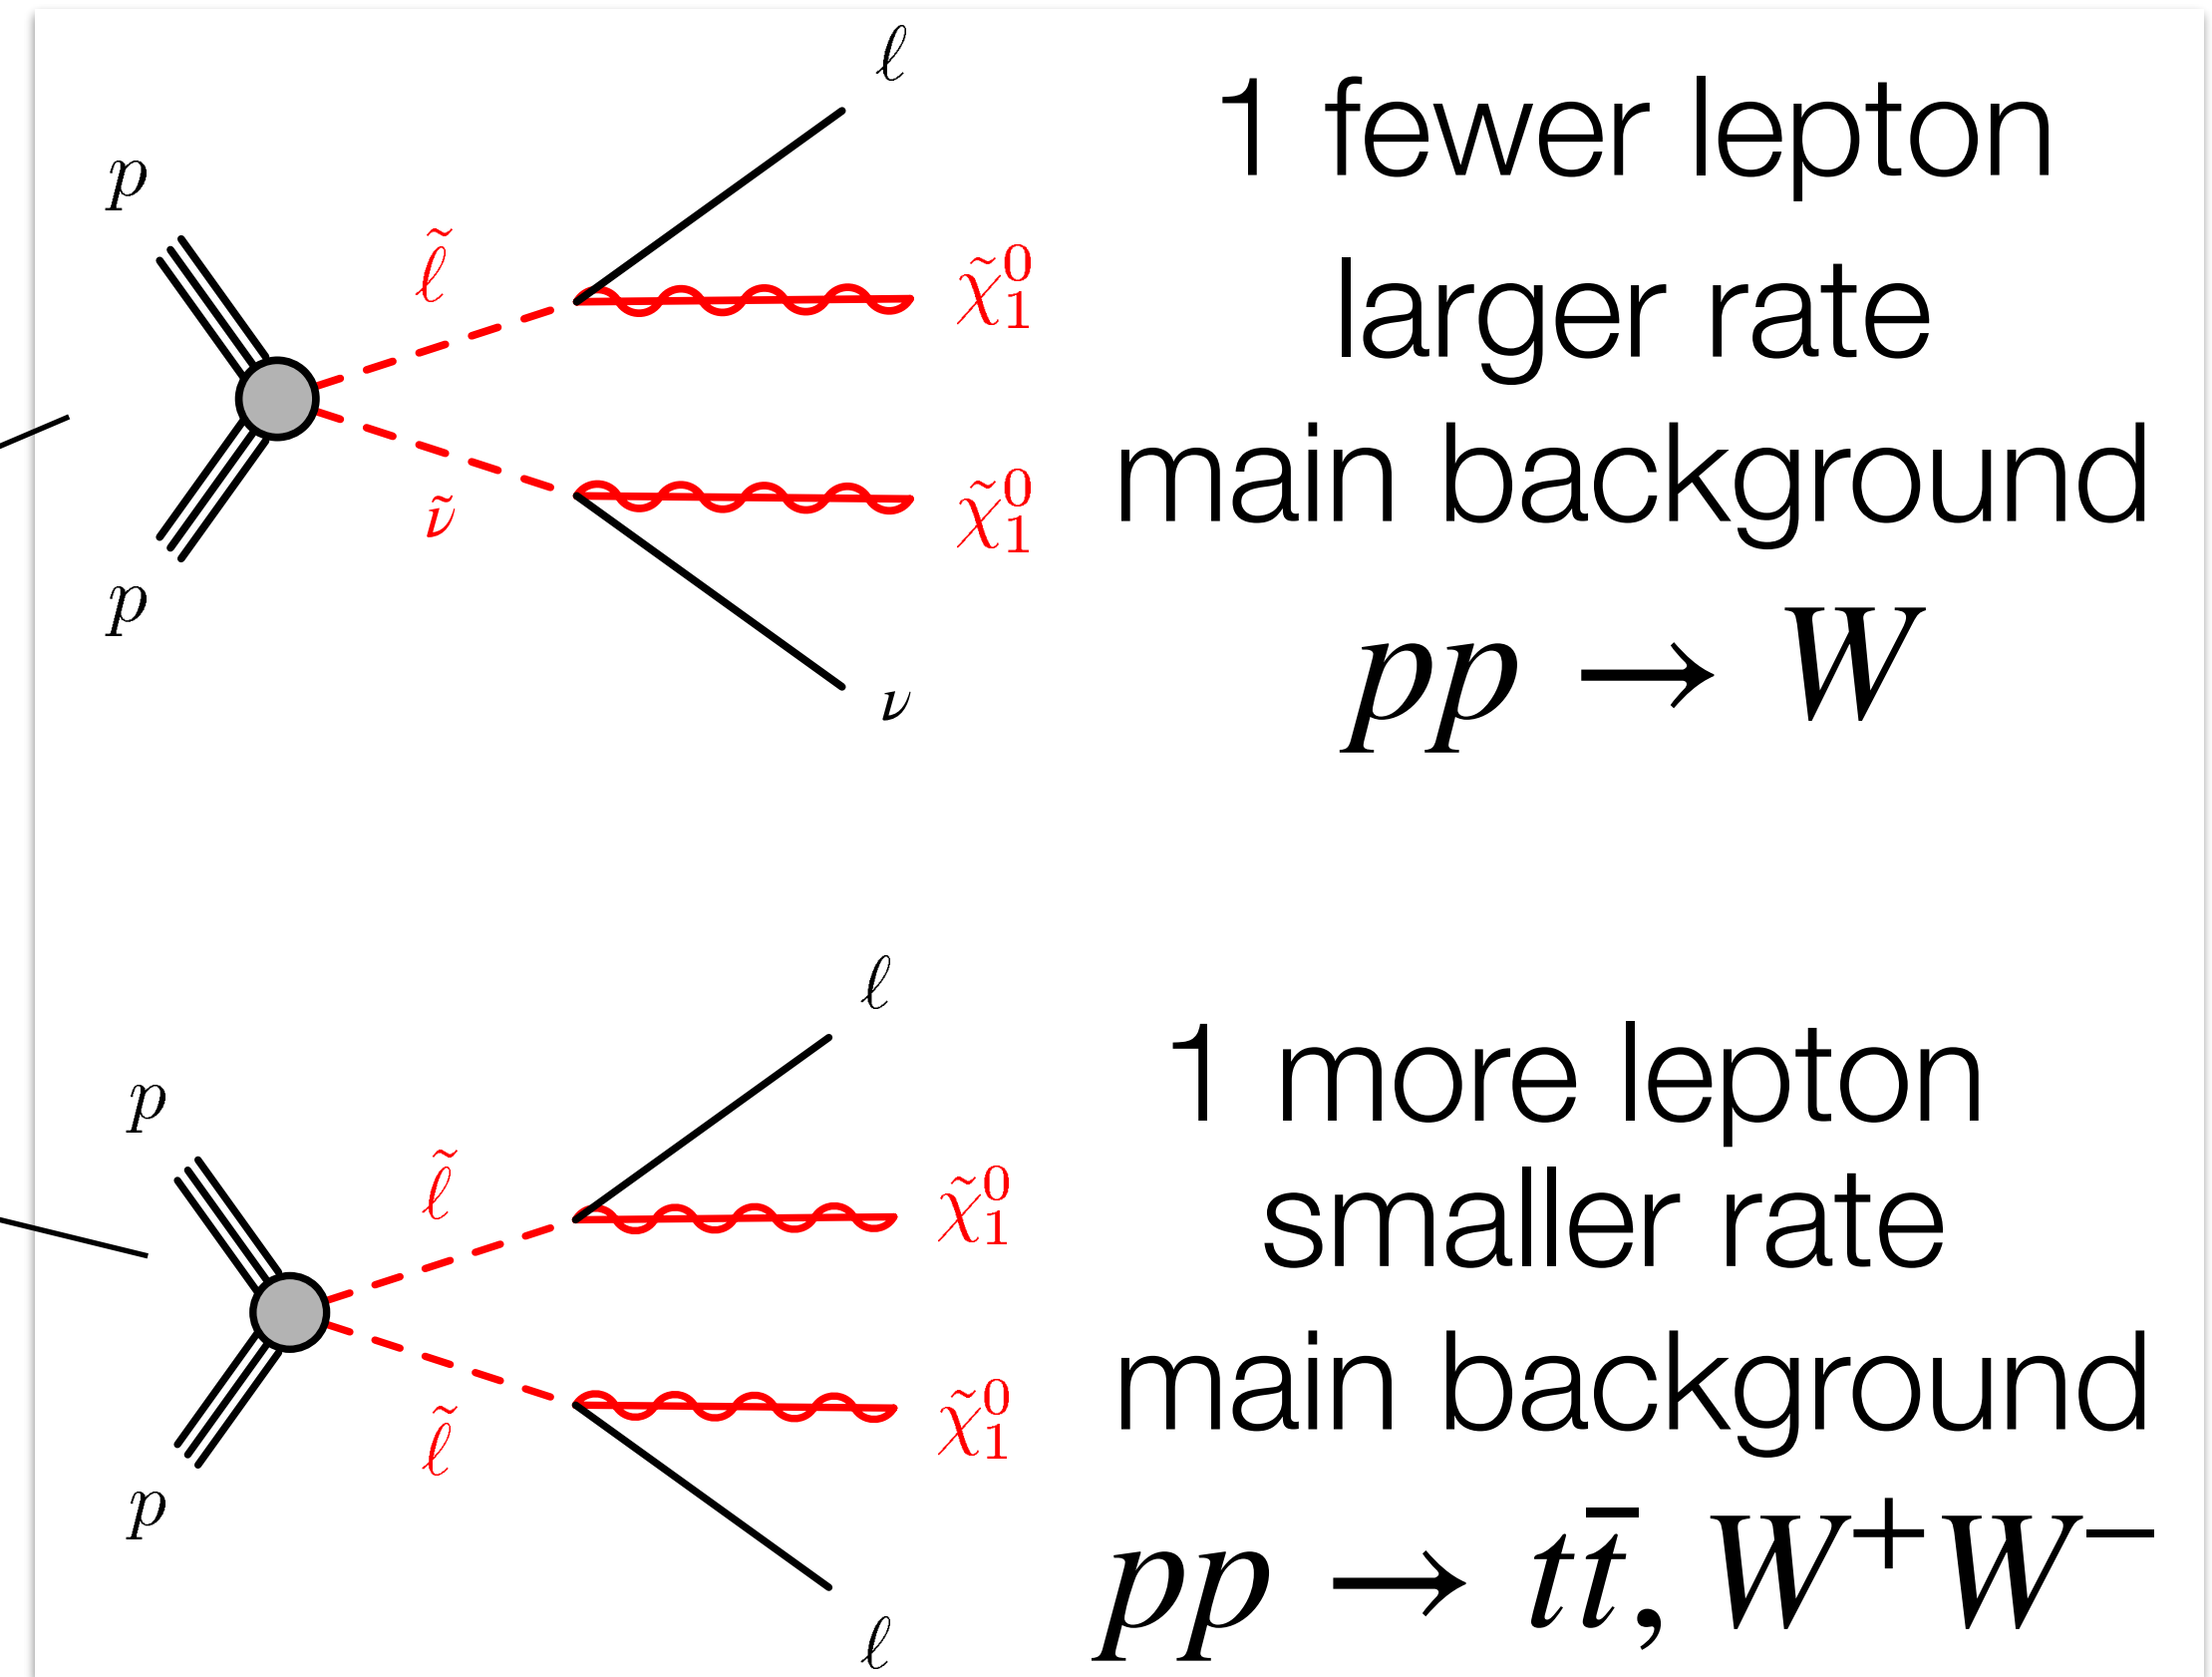 ℓ
p
ℓ̃
χ̃⁰₁
χ̃⁰₁
ν̃
p
ν
1 fewer lepton
larger rate
main background
pp → W
ℓ
p
ℓ̃
χ̃⁰₁
χ̃⁰₁
ℓ̃
p
ℓ
1 more lepton
smaller rate
main background
pp → tt̄, W⁺W⁻